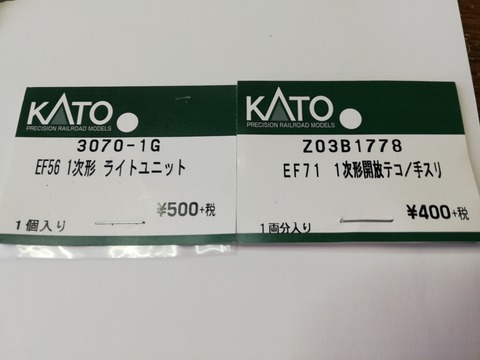 KATO
PRECISION RAILROAD MODELS
3070-1G
EF56 1次形 ライトユニット
¥500+税
1個入り
KATO
PRECISION RAILROAD MODELS
Z03B1778
EF71 1次形開放テコ/手スリ
¥400+税
1両分入り